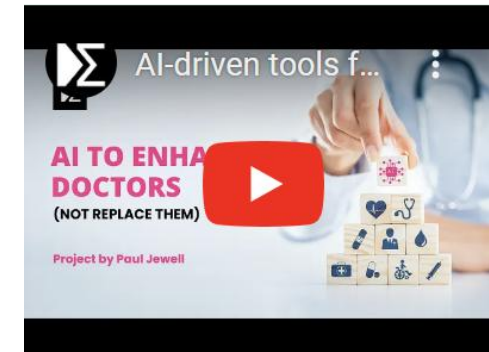 AI-driven tools f...
AI TO ENHA
DOCTORS
(NOT REPLACE THEM)
Project by Paul Jewell